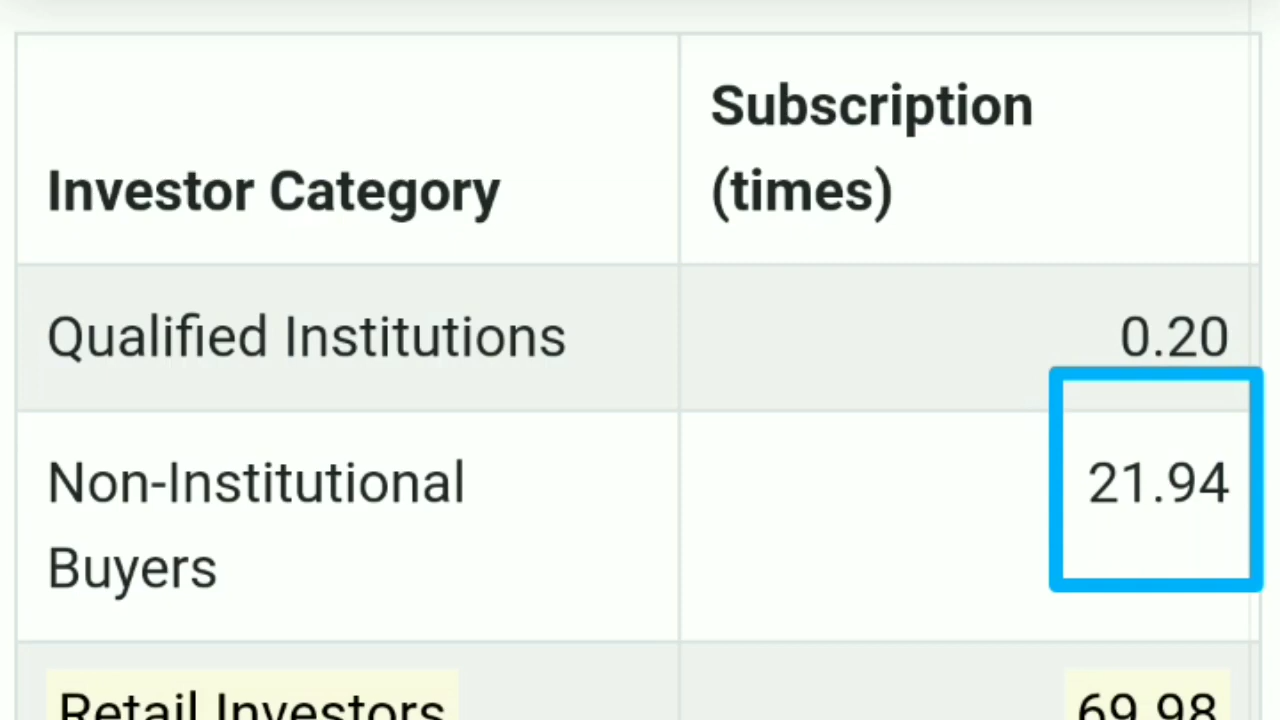 Subscription
Investor Category (times)
Qualified Institutions 0.20
Non-Institutional 21.94
Buyers
Retail Investors 69.98